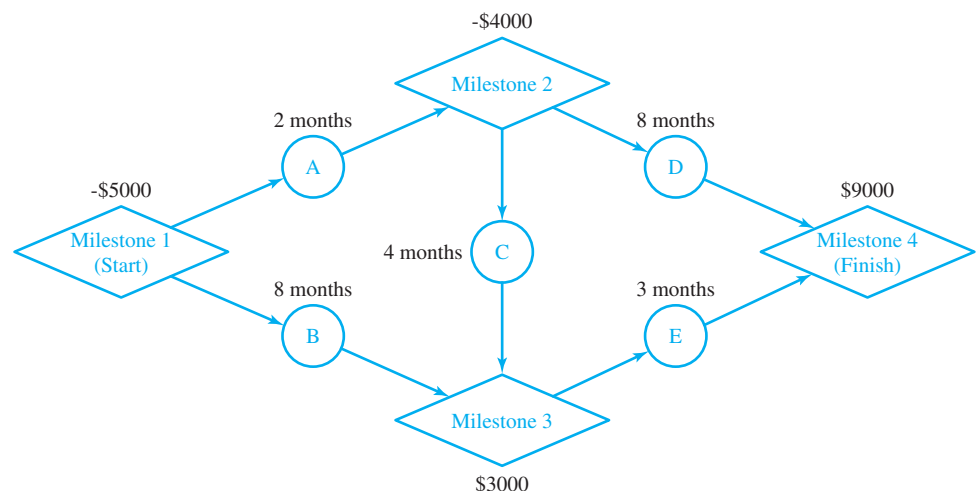 -$4000
Milestone 2
2 months
8 months
A
D
-$5000
$9000
Milestone 1
(Start)
Milestone 4
(Finish)
4 months
C
8 months
3 months
B
E
Milestone 3
$3000